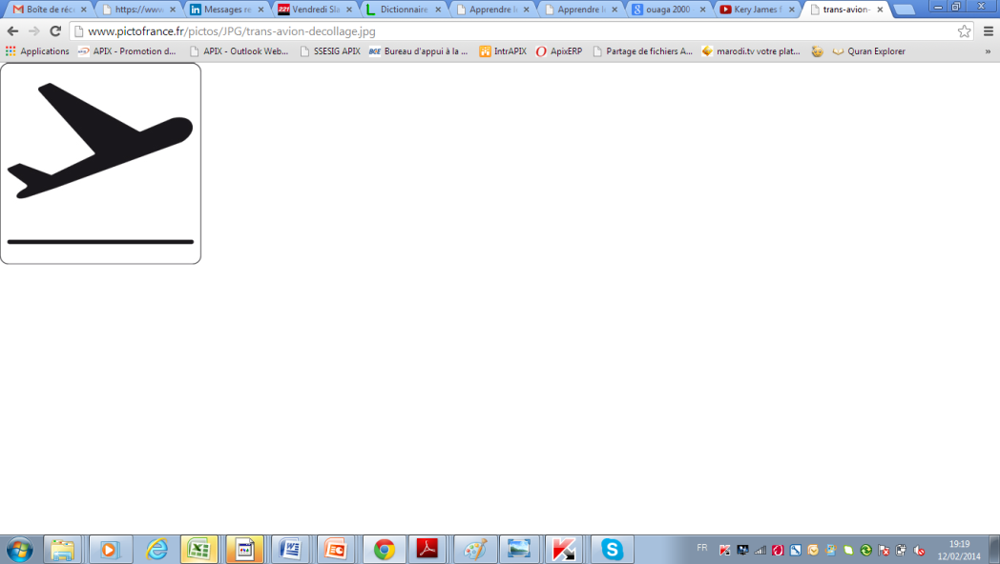 Boîte de réc https://www Messages re Vendredi Sla Dictionnaire Apprendre l Apprendre l ouaga 2000 Kery James f trans-avion-
www.pictofrance.fr/pictos/JPG/trans-avion-decollage.jpg
Applications APIX - Promotion d... APIX - Outlook Web... SSESIG APIX BCE Bureau d'appui à la ... IntrAPIX ApixERP Partage de fichiers A... marodi.tv votre plat... Quran Explorer »
FR 19:19
12/02/2014